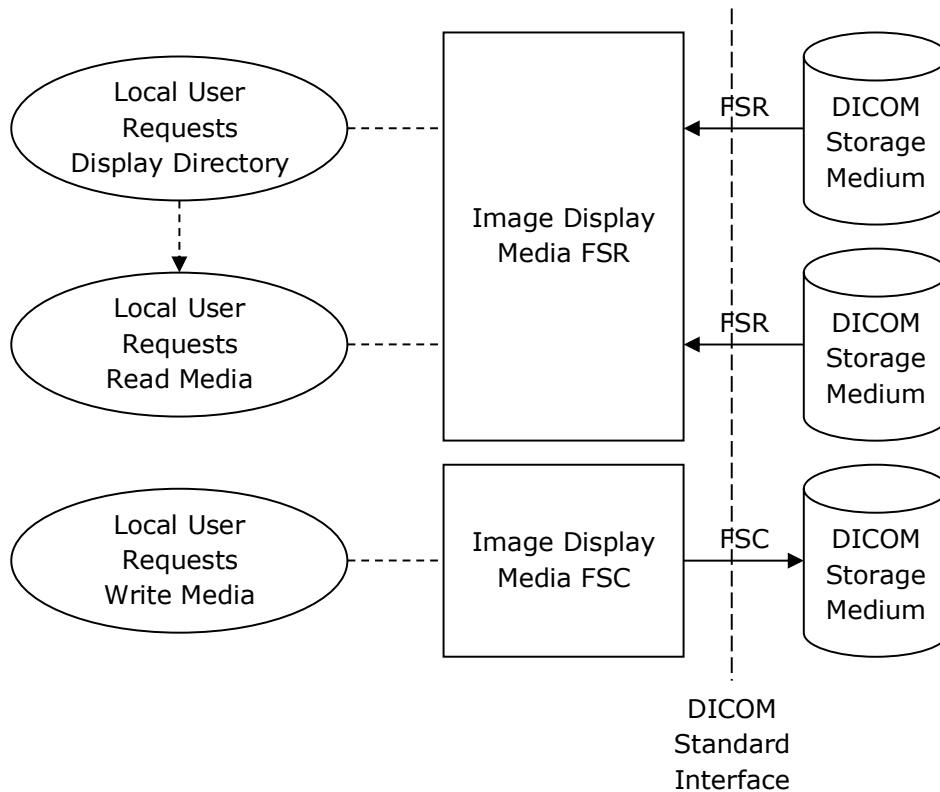 Local User
Requests
Display Directory
Image Display
Media FSR
FSR
DICOM
Storage
Medium
Local User
Requests
Read Media
FSR
DICOM
Storage
Medium
Local User
Requests
Write Media
Image Display
Media FSC
FSC
DICOM
Storage
Medium
DICOM
Standard
Interface